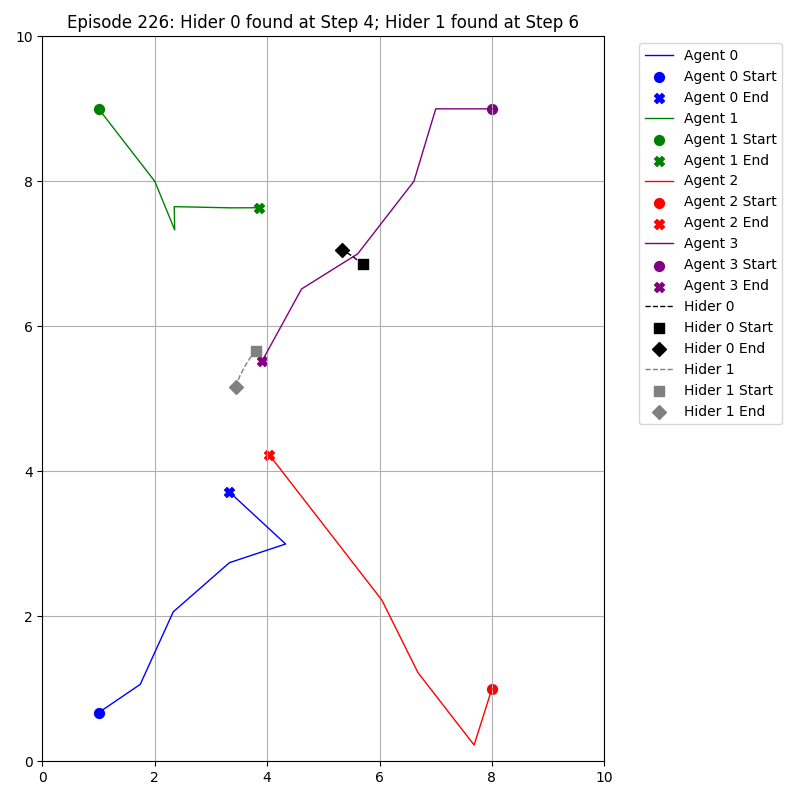 Episode 226: Hider 0 found at Step 4; Hider 1 found at Step 6
10
8
6
4
2
0
0 2 4 6 8 10
Agent 0
Agent 0 Start
Agent 0 End
Agent 1
Agent 1 Start
Agent 1 End
Agent 2
Agent 2 Start
Agent 2 End
Agent 3
Agent 3 Start
Agent 3 End
Hider 0
Hider 0 Start
Hider 0 End
Hider 1
Hider 1 Start
Hider 1 End